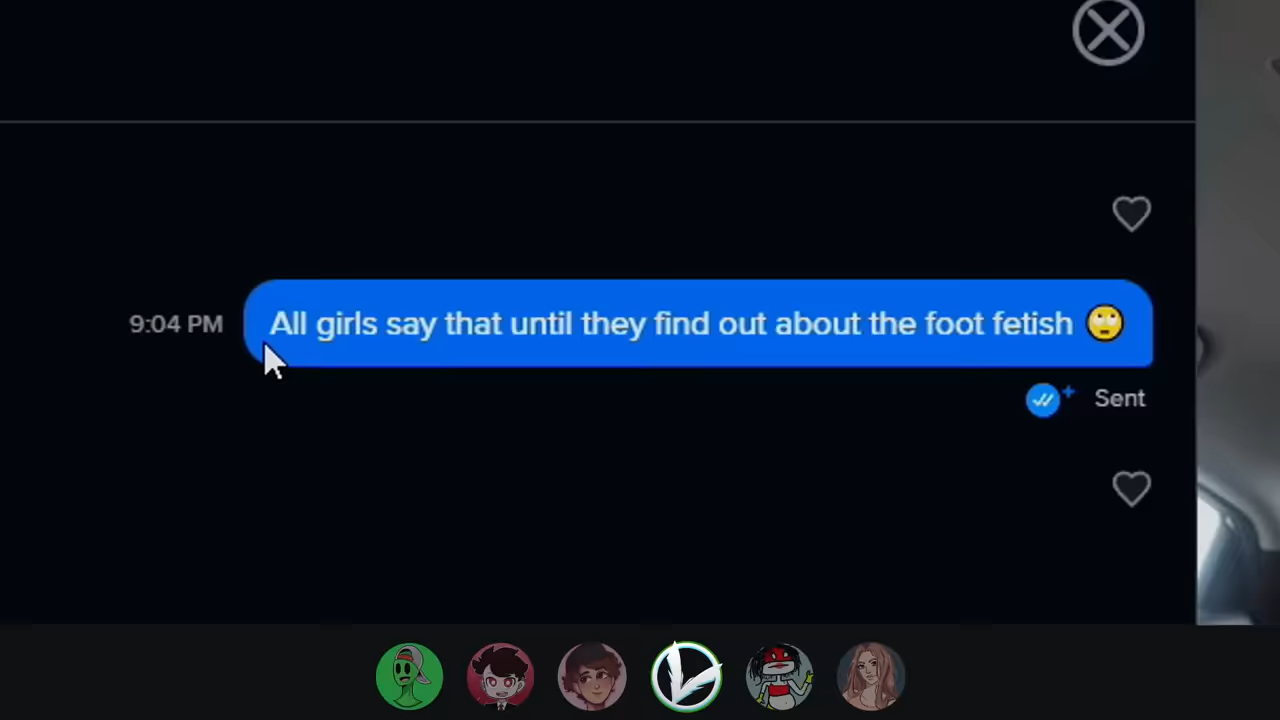 9:04 PM
All girls say that until they find out about the foot fetish 🙄
Sent